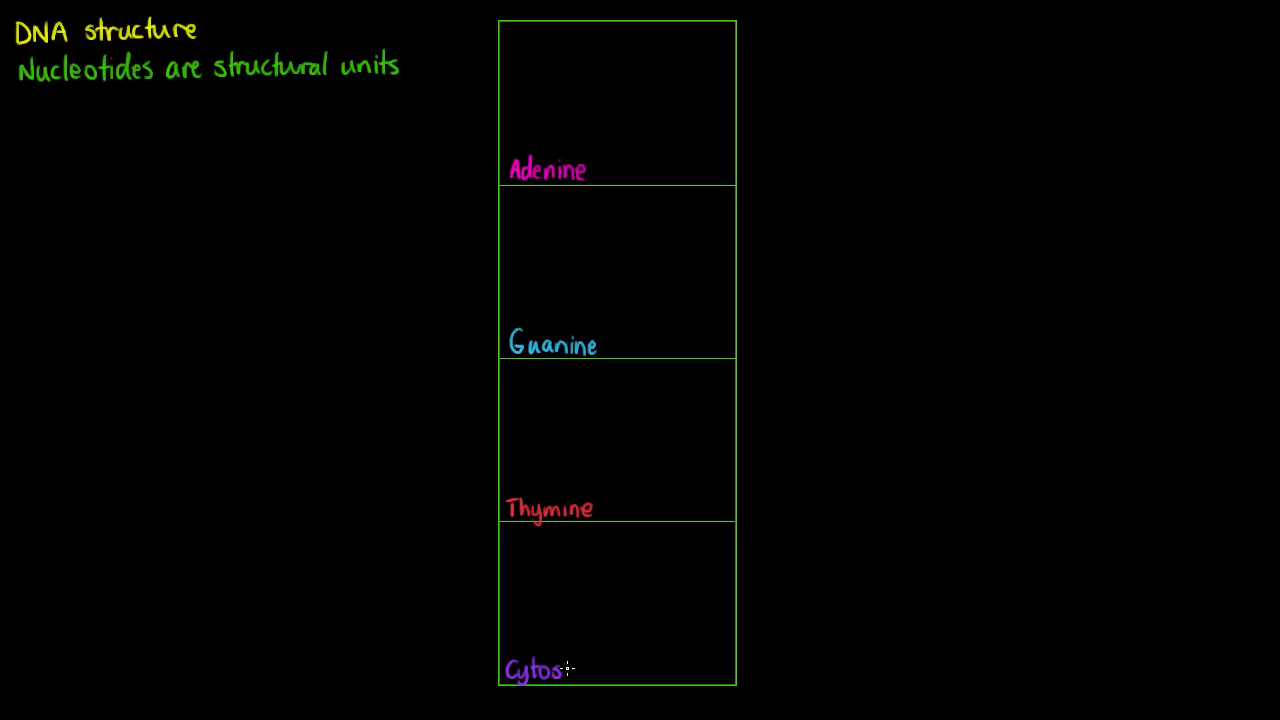 DNA structure
Nucleotides are structural units
Adenine
Guanine
Thymine
Cytos